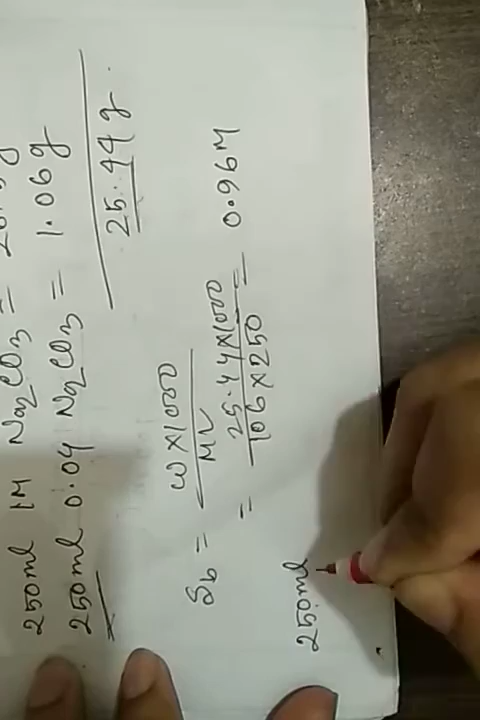 250ml 1M Na2CO3 =
250ml 0.04 Na2CO3 = 1.06g
25.44g
Sb = W×1000 / MV
= 25.44×1000 / 106×250 = 0.96M
250ml